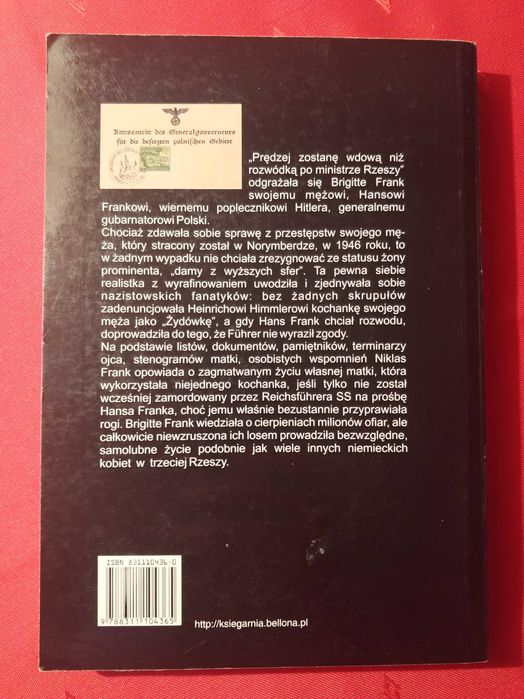 Amtsantritt des Generalgouverneurs
für die besetzten polnischen Gebiete
„Prędzej zostanę wdową niż
rozwódką po ministrze Rzeszy”
odgrażała się Brigitte Frank
swojemu mężowi, Hansowi
Frankowi, wiernemu poplecznikowi Hitlera, generalnemu
gubarnatorowi Polski.
Chociaż zdawała sobie sprawę z przestępstw swojego mę-
ża, który stracony został w Norymberdze, w 1946 roku, to
w żadnym wypadku nie chciała zrezygnować ze statusu żony
prominenta, „damy z wyższych sfer”. Ta pewna siebie
realistka z wyrafinowaniem uwodziła i zjednywała sobie
nazistowskich fanatyków: bez żadnych skrupułów
zadenuncjowała Heinrichowi Himmlerowi kochankę swojego
męża jako „Żydówkę”, a gdy Hans Frank chciał rozwodu,
doprowadziła do tego, że Führer nie wyraził zgody.
Na podstawie listów, dokumentów, pamiętników, terminarzy
ojca, stenogramów matki, osobistych wspomnień Niklas
Frank opowiada o zagmatwanym życiu własnej matki, która
wykorzystała niejednego kochanka, jeśli tylko nie został
wcześniej zamordowany przez Reichsführera SS na prośbę
Hansa Franka, choć jemu właśnie bezustannie przyprawiała
rogi. Brigitte Frank wiedziała o cierpieniach milionów ofiar, ale
całkowicie niewzruszona ich losem prowadziła bezwzględne,
samolubne życie podobnie jak wiele innych niemieckich
kobiet w trzeciej Rzeszy.
ISBN 831110436-0
9 788311 104365
http://ksiegarnia.bellona.pl